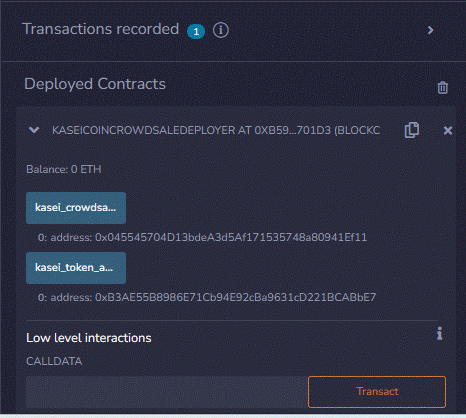 Transactions recorded 1 i
Deployed Contracts
KASEICOINCROWDSALEDEPLOYER AT 0XB59...701D3 (BLOCKC
Balance: 0 ETH
kasei_crowdsa...
0: address: 0x045545704D13bdeA3d5Af171535748a80941Ef11
kasei_token_a...
0: address: 0xB3AE55B8986E71Cb94E92cBa9631cD221BCABbE7
Low level interactions i
CALLDATA
Transact